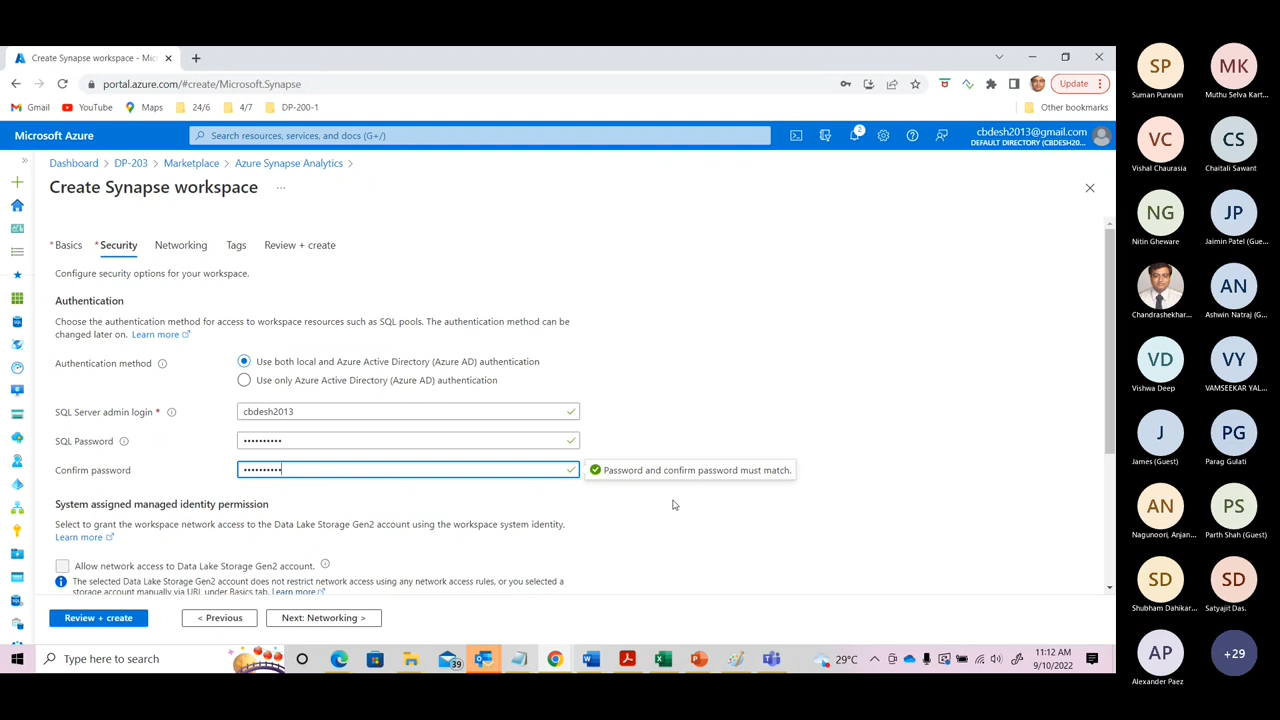 Create Synapse workspace - Mic
portal.azure.com/#create/Microsoft.Synapse
Update
Gmail
YouTube
Maps
24/6
4/7
DP-200-1
Other bookmarks
Microsoft Azure
Search resources, services, and docs (G+/)
2
cbdesh2013@gmail.com
DEFAULT DIRECTORY (CBDESH20...
Dashboard > DP-203 > Marketplace > Azure Synapse Analytics >
Create Synapse workspace ...
* Basics * Security Networking Tags Review + create
Configure security options for your workspace.
Authentication
Choose the authentication method for access to workspace resources such as SQL pools. The authentication method can be
changed later on. Learn more
Authentication method
Use both local and Azure Active Directory (Azure AD) authentication
Use only Azure Active Directory (Azure AD) authentication
SQL Server admin login *
cbdesh2013
SQL Password
••••••••••
Confirm password
••••••••••
Password and confirm password must match.
System assigned managed identity permission
Select to grant the workspace network access to the Data Lake Storage Gen2 account using the workspace system identity.
Learn more
Allow network access to Data Lake Storage Gen2 account.
The selected Data Lake Storage Gen2 account does not restrict network access using any network access rules, or you selected a
storage account manually via URL under Basics tab. Learn more
Review + create
< Previous
Next: Networking >
Type here to search
39
29°C
11:12 AM
9/10/2022
SP
Suman Punnam
MK
Muthu Selva Kart...
VC
Vishal Chaurasia
CS
Chaitali Sawant
NG
Nitin Gheware
JP
Jaimin Patel (Gue...
Chandrashekhar...
AN
Ashwin Natraj (G...
VD
Vishwa Deep
VY
VAMSEEKAR YAL...
J
James (Guest)
PG
Parag Gulati
AN
Nagunoori, Anjan...
PS
Parth Shah (Guest)
SD
Shubham Dahikar...
SD
Satyajit Das.
AP
Alexander Paez
+29